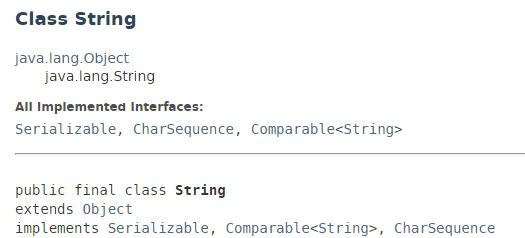 Class String
java.lang.Object
java.lang.String
All Implemented Interfaces:
Serializable, CharSequence, Comparable<String>
public final class String
extends Object
implements Serializable, Comparable<String>, CharSequence